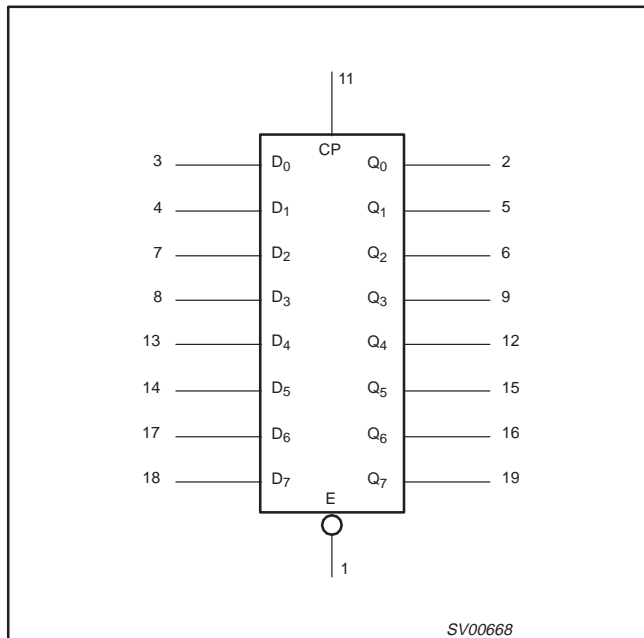 11
CP
3 D0 Q0 2
4 D1 Q1 5
7 D2 Q2 6
8 D3 Q3 9
13 D4 Q4 12
14 D5 Q5 15
17 D6 Q6 16
18 D7 Q7 19
E
1
SV00668